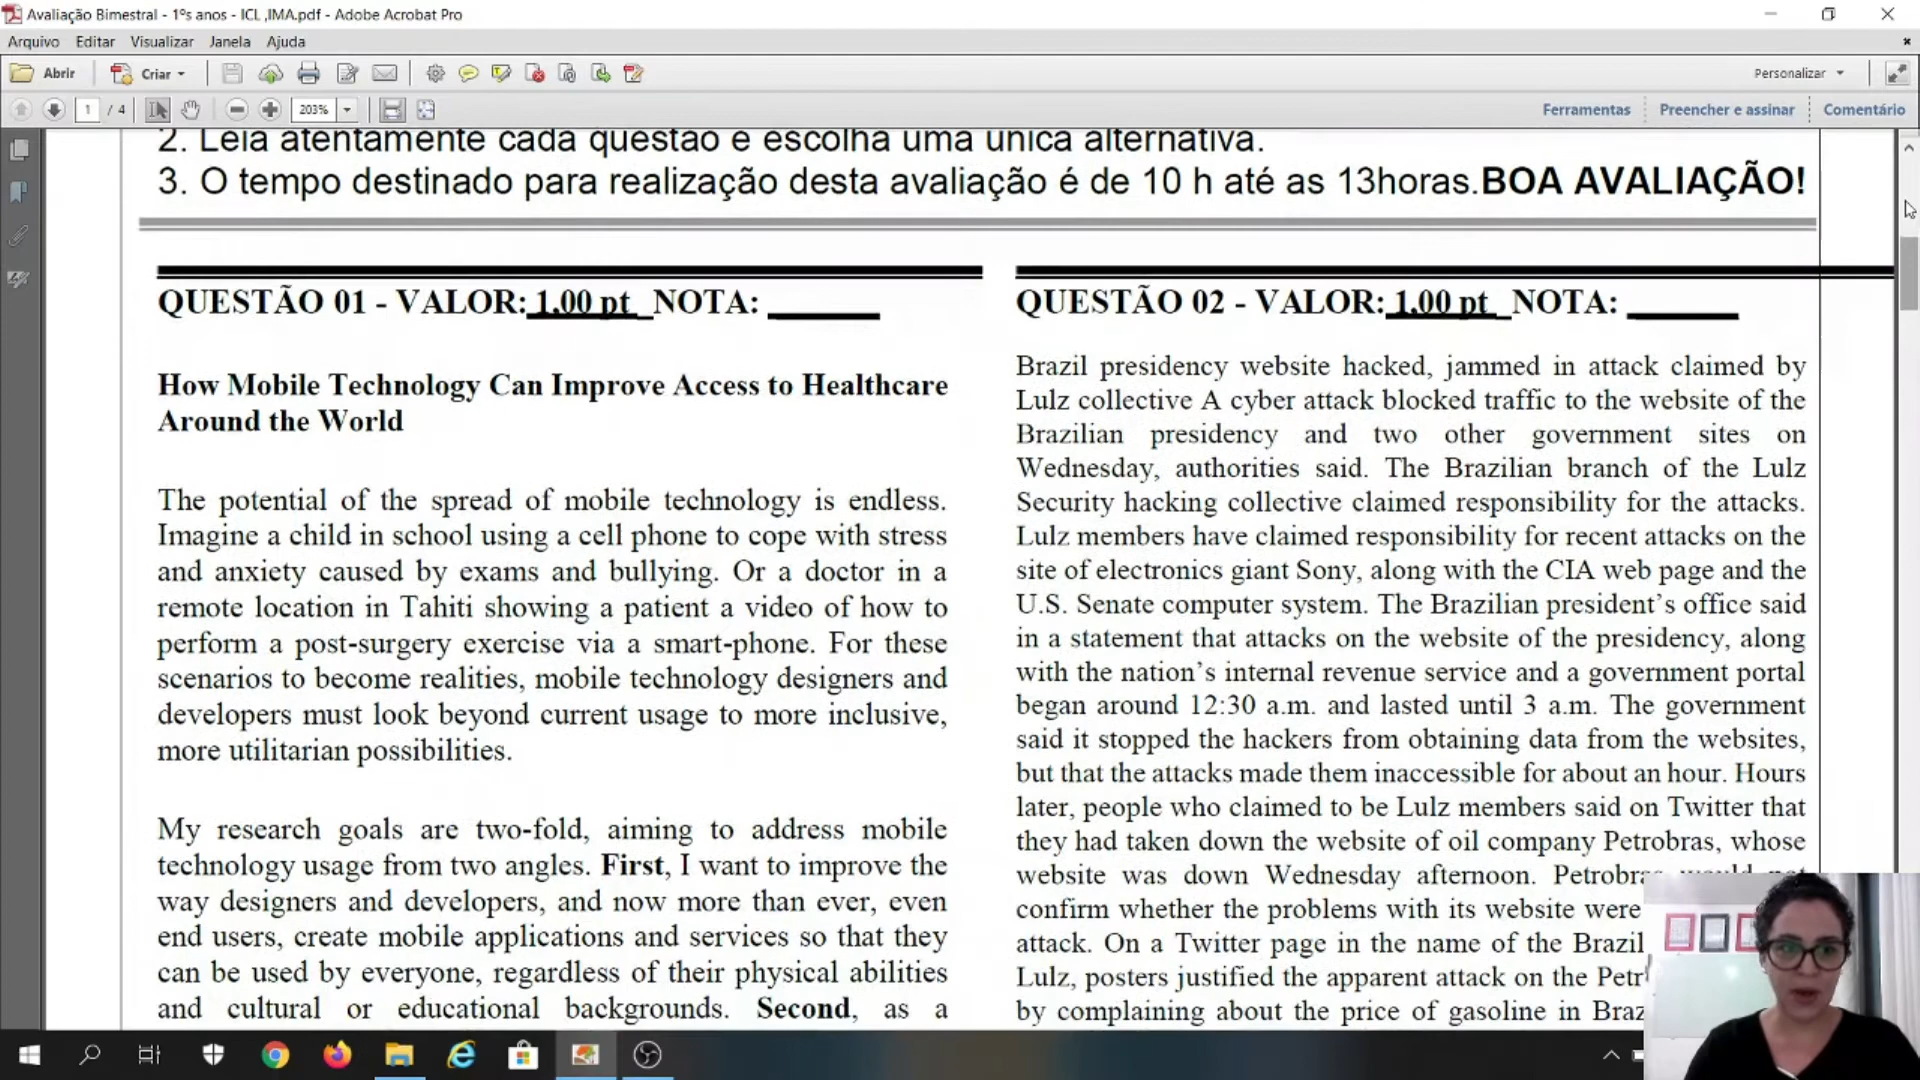 Avaliação Bimestral - 1ºs anos - ICL ,IMA.pdf - Adobe Acrobat Pro
Arquivo Editar Visualizar Janela Ajuda
Abrir Criar Personalizar
1 / 4 203% Ferramentas Preencher e assinar Comentário
2. Leia atentamente cada questão e escolha uma única alternativa.
3. O tempo destinado para realização desta avaliação é de 10 h até as 13horas.BOA AVALIAÇÃO!
QUESTÃO 01 - VALOR: 1,00 pt_NOTA: _______
How Mobile Technology Can Improve Access to Healthcare
Around the World
The potential of the spread of mobile technology is endless.
Imagine a child in school using a cell phone to cope with stress
and anxiety caused by exams and bullying. Or a doctor in a
remote location in Tahiti showing a patient a video of how to
perform a post-surgery exercise via a smart-phone. For these
scenarios to become realities, mobile technology designers and
developers must look beyond current usage to more inclusive,
more utilitarian possibilities.
My research goals are two-fold, aiming to address mobile
technology usage from two angles. First, I want to improve the
way designers and developers, and now more than ever, even
end users, create mobile applications and services so that they
can be used by everyone, regardless of their physical abilities
and cultural or educational backgrounds. Second, as a
QUESTÃO 02 - VALOR: 1,00 pt_NOTA: _______
Brazil presidency website hacked, jammed in attack claimed by
Lulz collective A cyber attack blocked traffic to the website of the
Brazilian presidency and two other government sites on
Wednesday, authorities said. The Brazilian branch of the Lulz
Security hacking collective claimed responsibility for the attacks.
Lulz members have claimed responsibility for recent attacks on the
site of electronics giant Sony, along with the CIA web page and the
U.S. Senate computer system. The Brazilian president's office said
in a statement that attacks on the website of the presidency, along
with the nation's internal revenue service and a government portal
began around 12:30 a.m. and lasted until 3 a.m. The government
said it stopped the hackers from obtaining data from the websites,
but that the attacks made them inaccessible for about an hour. Hours
later, people who claimed to be Lulz members said on Twitter that
they had taken down the website of oil company Petrobras, whose
website was down Wednesday afternoon. Petrobras would not
confirm whether the problems with its website were
attack. On a Twitter page in the name of the Brazil
Lulz, posters justified the apparent attack on the Petr
by complaining about the price of gasoline in Braz